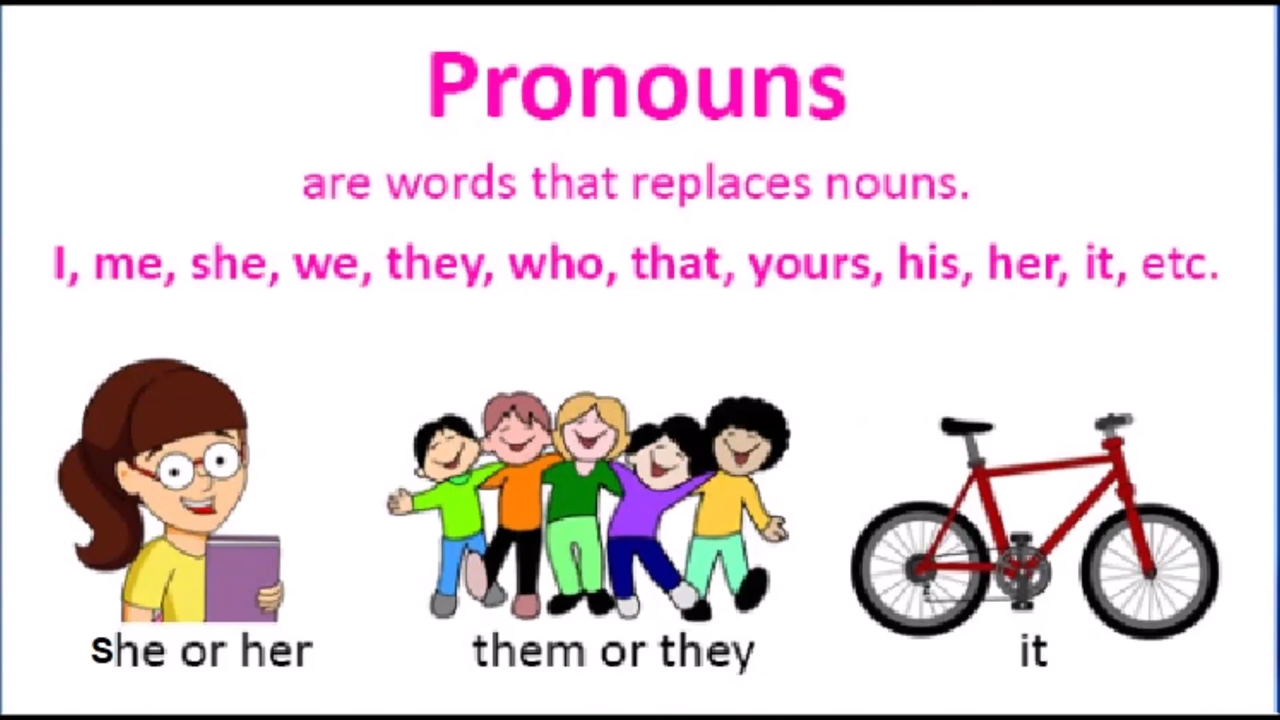 Pronouns
are words that replaces nouns.
I, me, she, we, they, who, that, yours, his, her, it, etc.
she or her
them or they
it